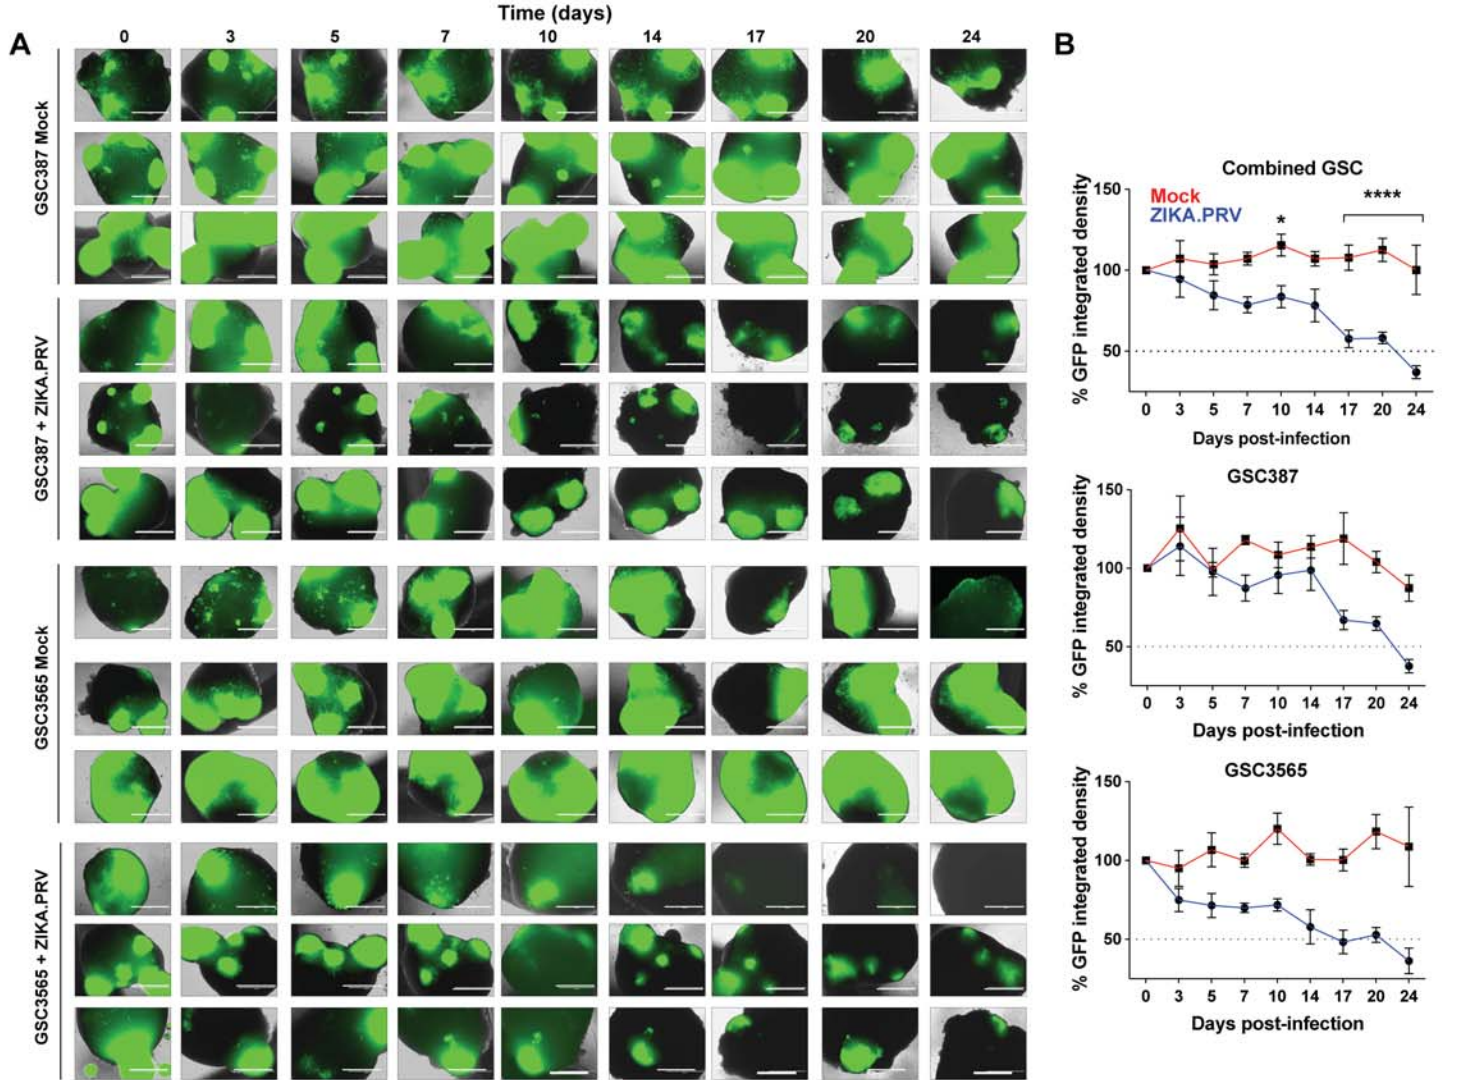 Time (days)
A
0 3 5 7 10 14 17 20 24
GSC387 Mock
GSC387 + ZIKA.PRV
GSC3565 Mock
GSC3565 + ZIKA.PRV
B
Combined GSC
% GFP integrated density
150
100
50
Mock
ZIKA.PRV
*
****
0 3 5 7 10 14 17 20 24
Days post-infection
GSC387
% GFP integrated density
150
100
50
0 3 5 7 10 14 17 20 24
Days post-infection
GSC3565
% GFP integrated density
150
100
50
0 3 5 7 10 14 17 20 24
Days post-infection